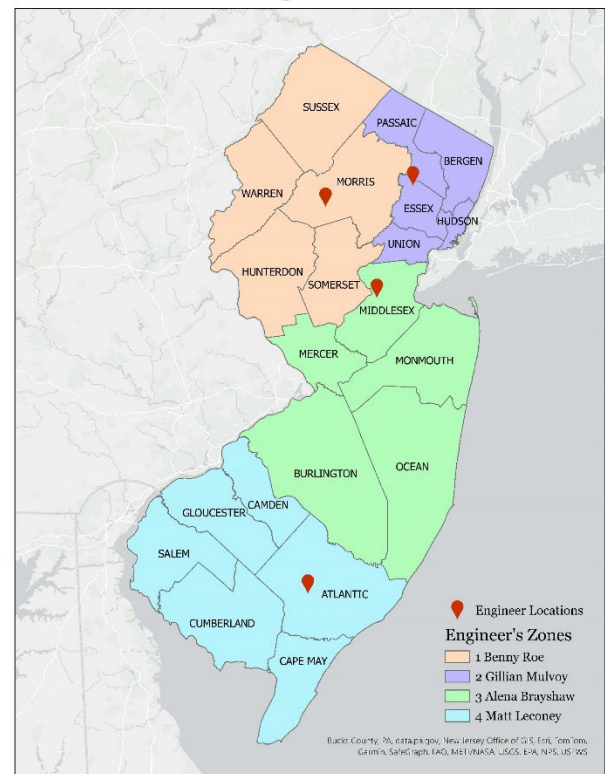 SUSSEX
PASSAIC
BERGEN
WARREN
MORRIS
ESSEX
HUDSON
UNION
HUNTERDON
SOMERSET
MIDDLESEX
MERCER
MONMOUTH
BURLINGTON
OCEAN
CAMDEN
GLOUCESTER
SALEM
ATLANTIC
CUMBERLAND
CAPE MAY
Engineer Locations
Engineer's Zones
1 Benny Roe
2 Gillian Mulvoy
3 Alena Brayshaw
4 Matt Leconey
Bucks County, PA, data.pa.gov, New Jersey Office of GIS, Esri, TomTom,
Garmin, SafeGraph, FAO, METI/NASA, USGS, EPA, NPS, USFWS